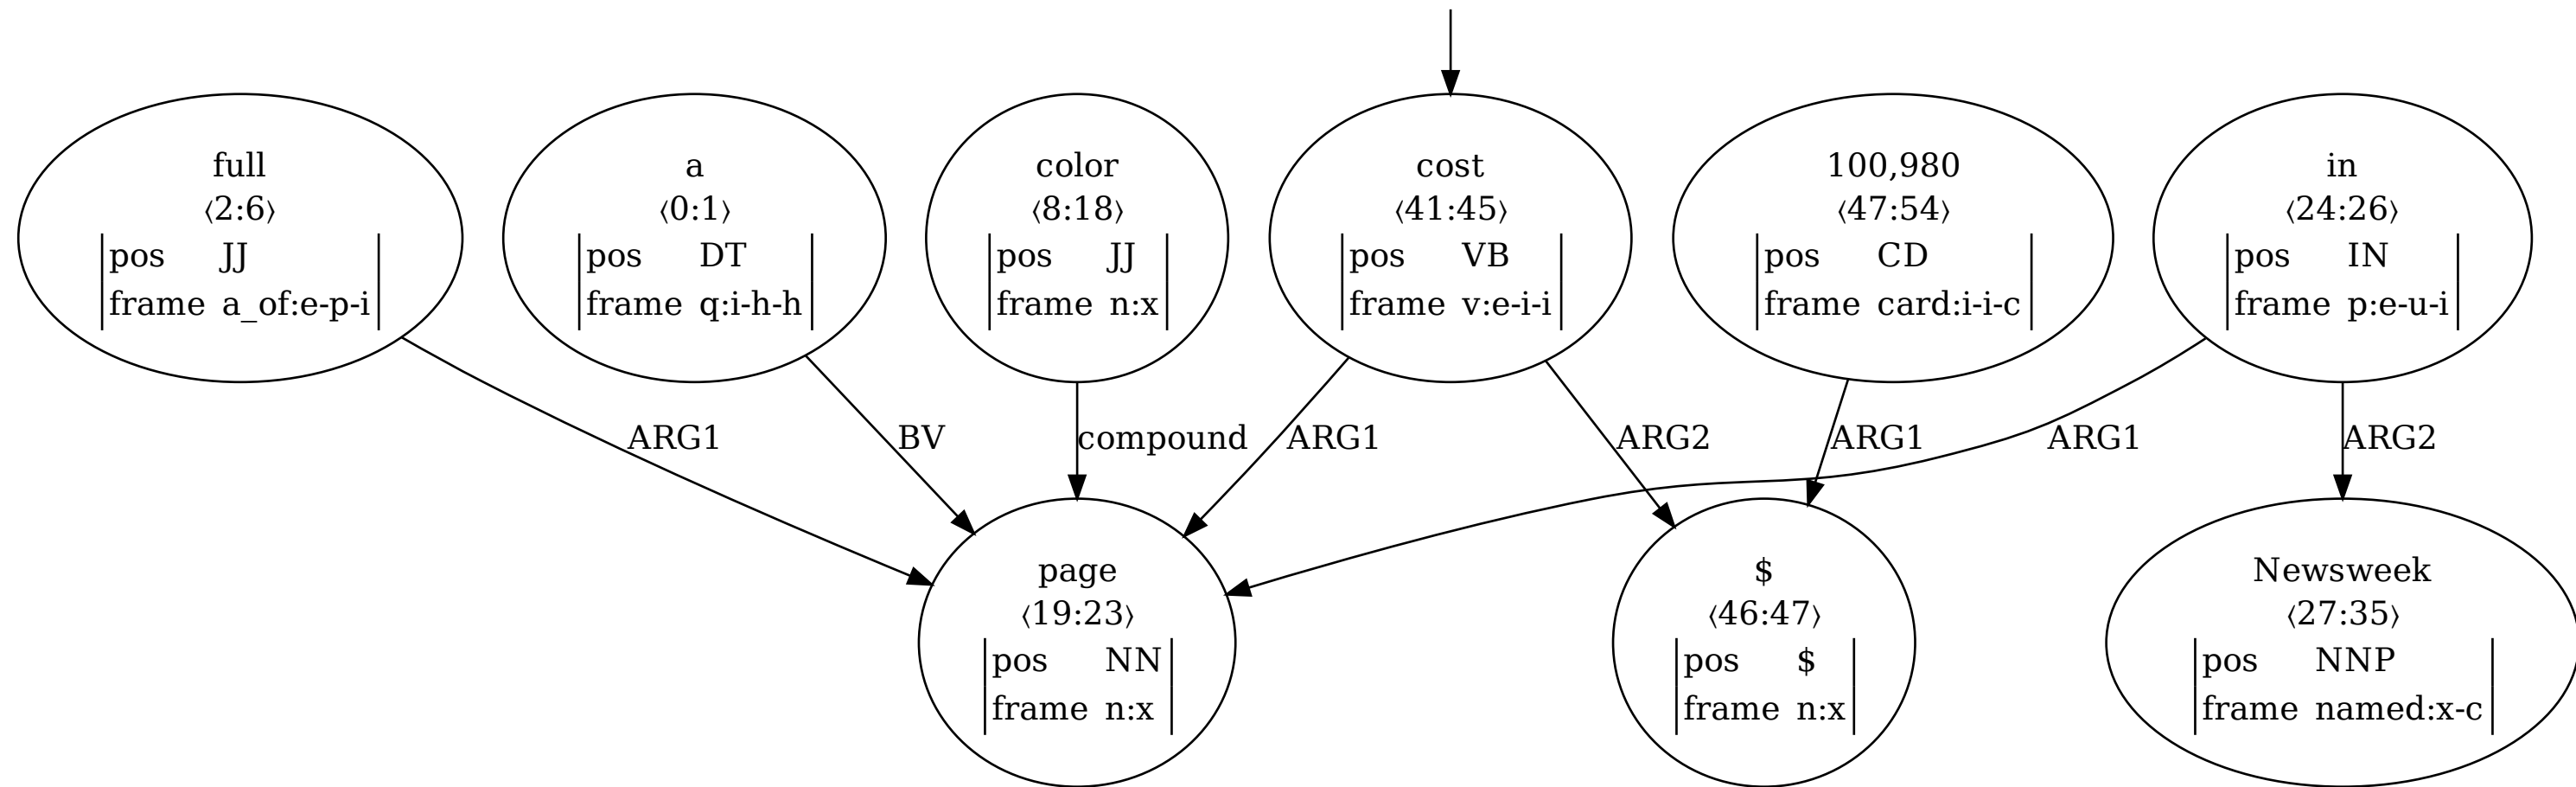 full
⟨2:6⟩
pos JJ
frame a_of:e-p-i
a
⟨0:1⟩
pos DT
frame q:i-h-h
color
⟨8:18⟩
pos JJ
frame n:x
cost
⟨41:45⟩
pos VB
frame v:e-i-i
100,980
⟨47:54⟩
pos CD
frame card:i-i-c
in
⟨24:26⟩
pos IN
frame p:e-u-i
ARG1
BV
compound
ARG1
ARG2
ARG1
ARG1
ARG2
page
⟨19:23⟩
pos NN
frame n:x
$
⟨46:47⟩
pos $
frame n:x
Newsweek
⟨27:35⟩
pos NNP
frame named:x-c